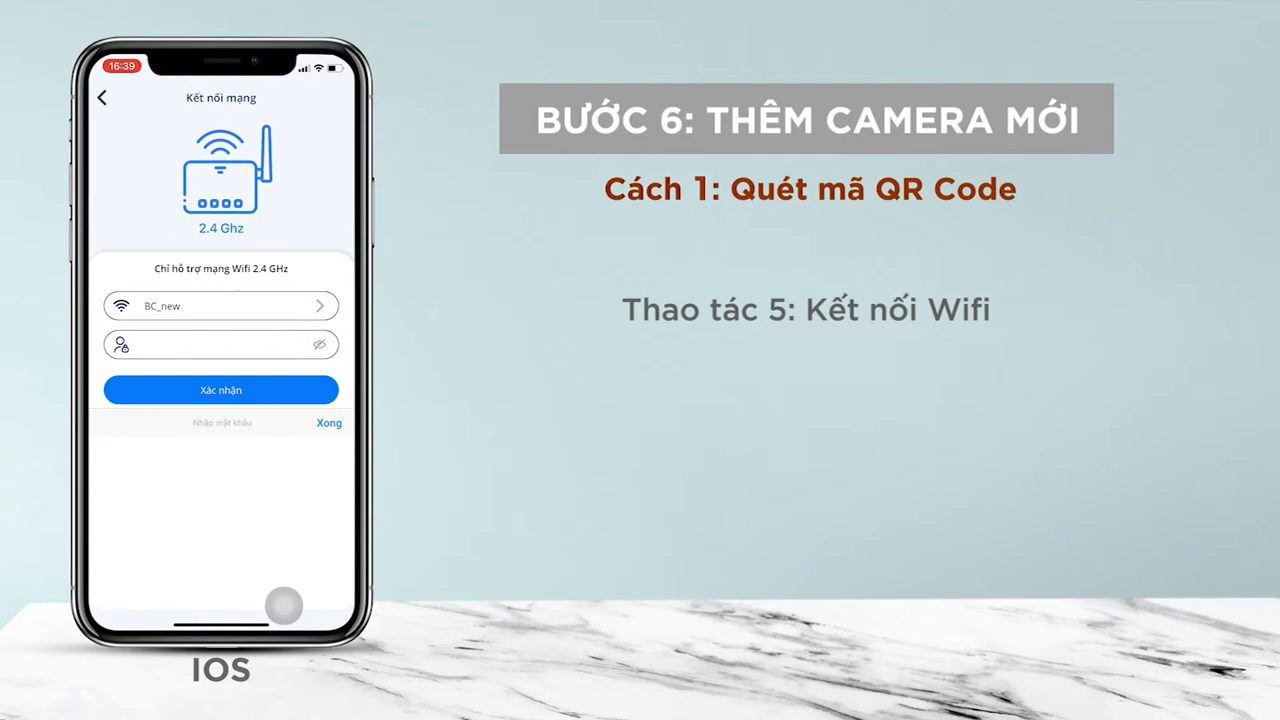 16:39
Kết nối mạng
2.4 Ghz
Chỉ hỗ trợ mạng Wifi 2.4 GHz
BC_new
Xác nhận
Nhập mật khẩu
Xong
IOS
BƯỚC 6: THÊM CAMERA MỚI
Cách 1: Quét mã QR Code
Thao tác 5: Kết nối Wifi